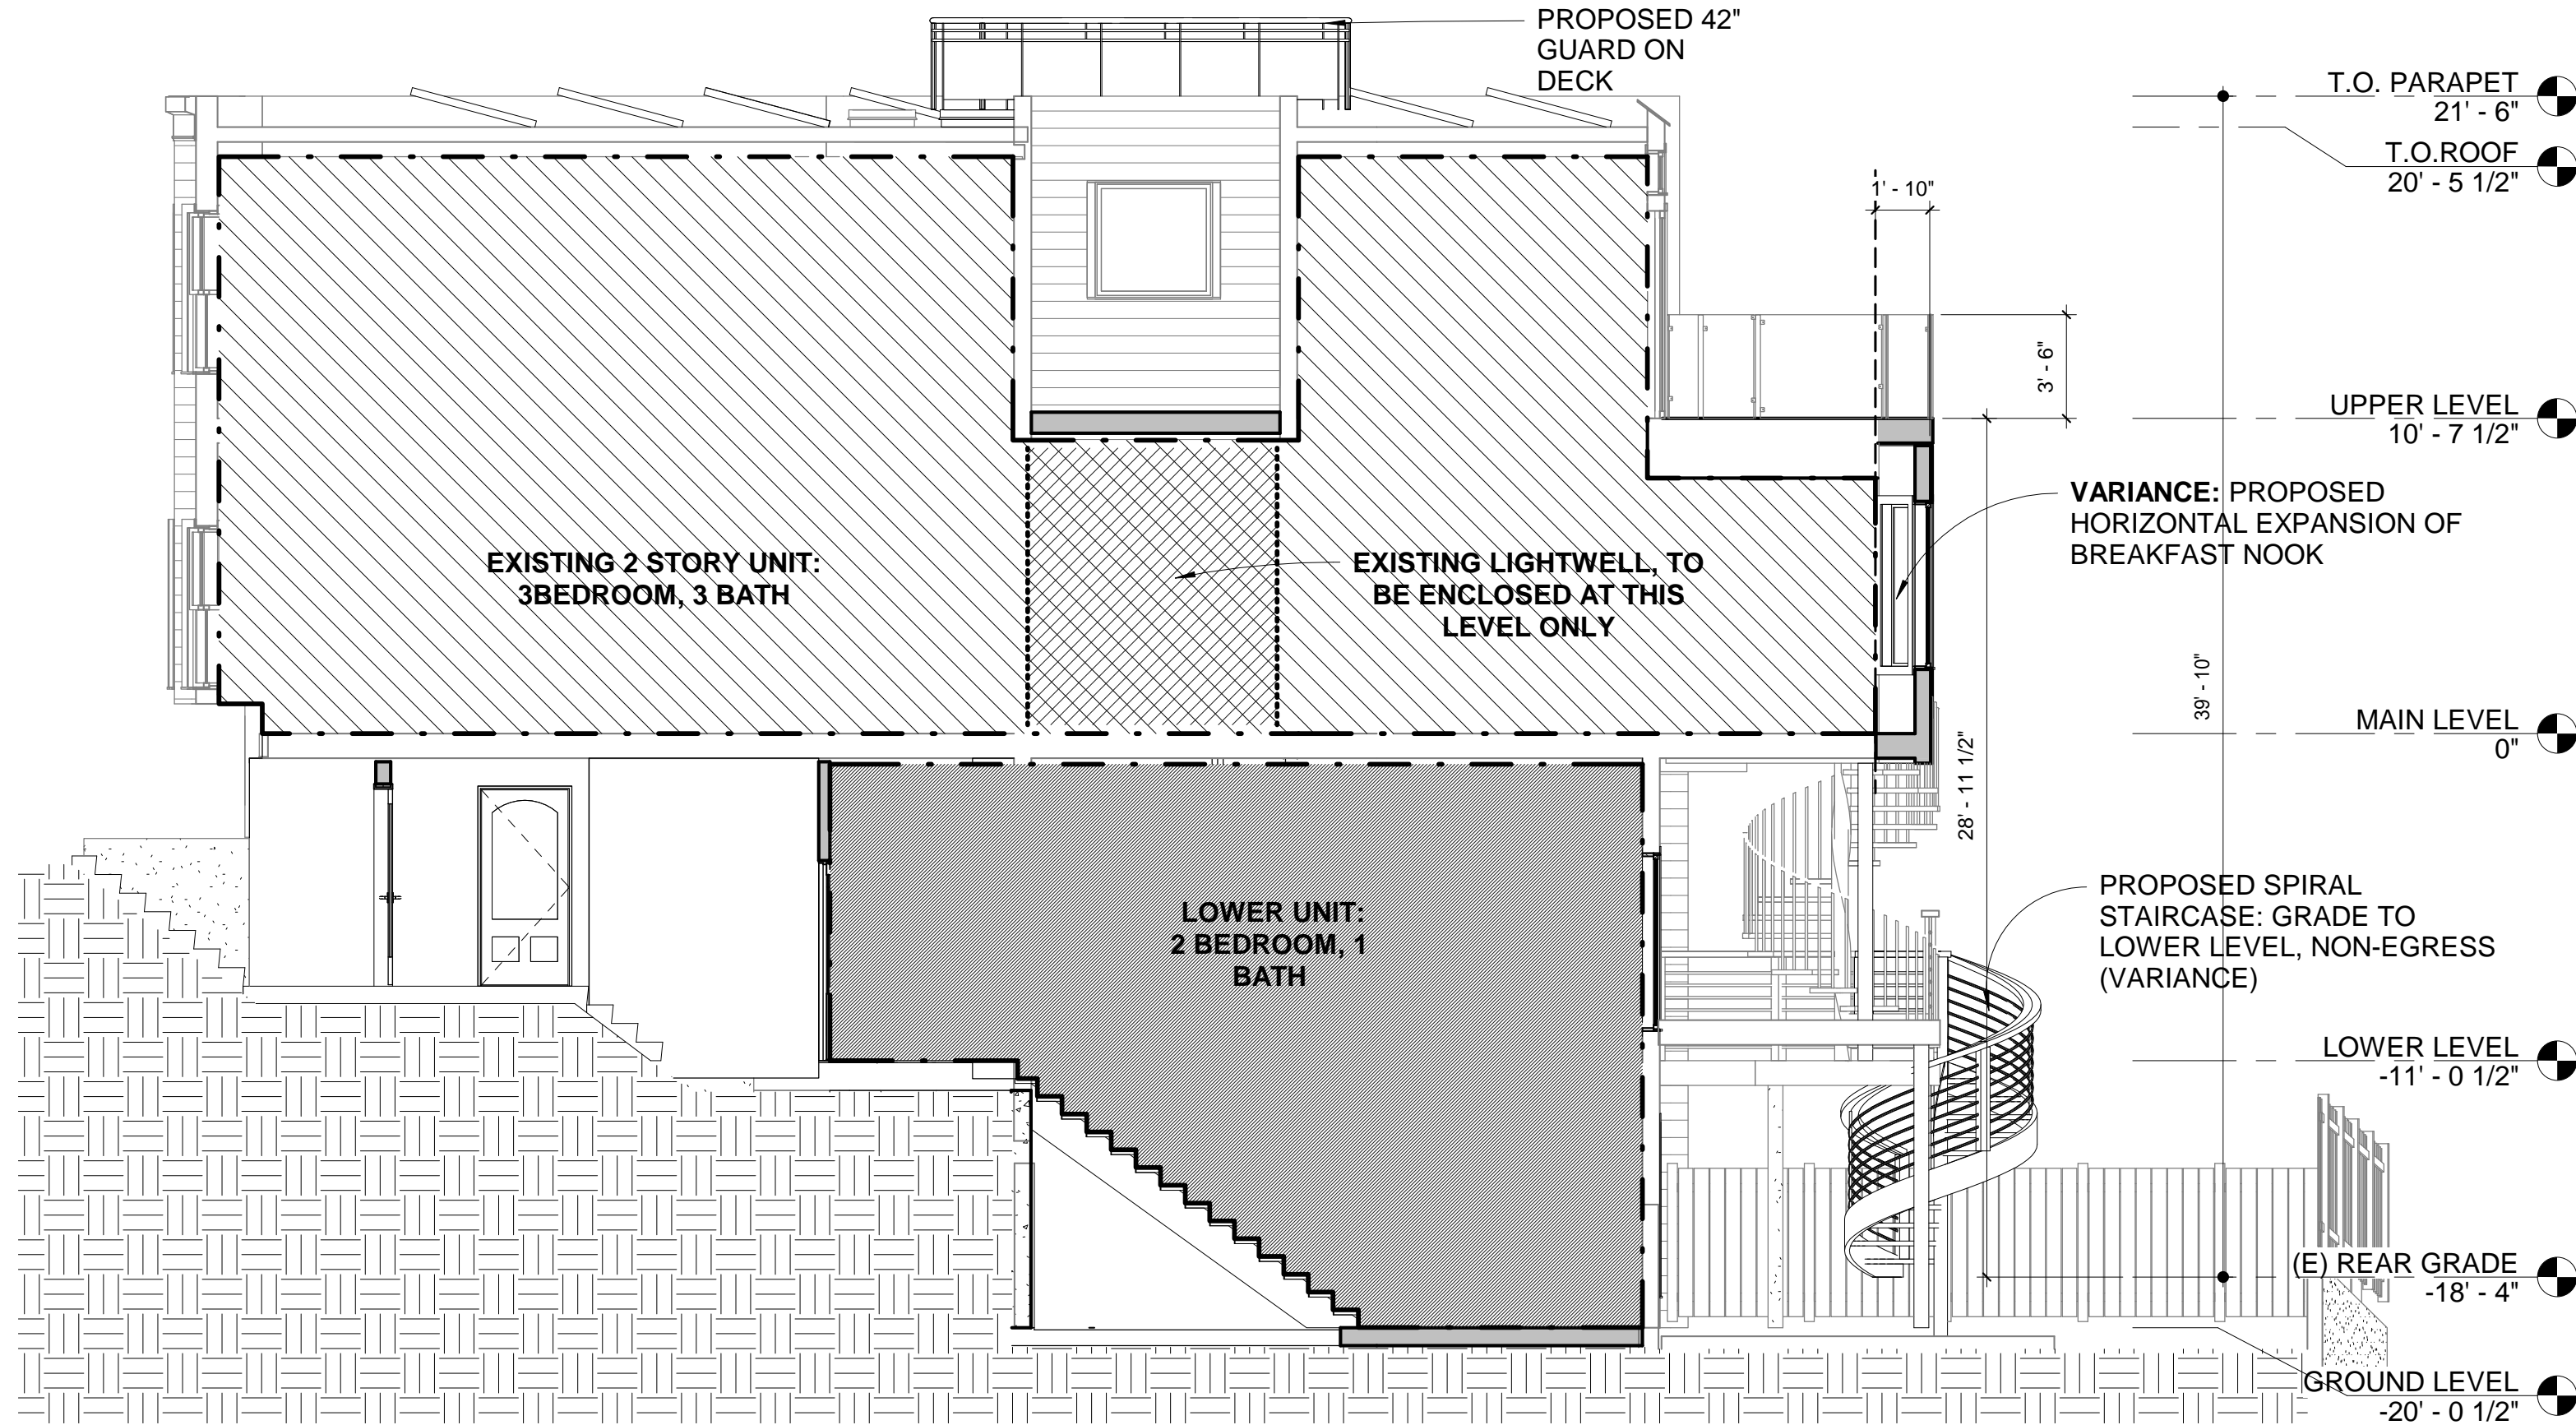 PROPOSED 42"
GUARD ON
DECK
T.O. PARAPET
21' - 6"
T.O.ROOF
20' - 5 1/2"
1' - 10"
3' - 6"
UPPER LEVEL
10' - 7 1/2"
VARIANCE: PROPOSED
HORIZONTAL EXPANSION OF
BREAKFAST NOOK
EXISTING 2 STORY UNIT:
3BEDROOM, 3 BATH
EXISTING LIGHTWELL, TO
BE ENCLOSED AT THIS
LEVEL ONLY
39' - 10"
MAIN LEVEL
0"
28' - 11 1/2"
PROPOSED SPIRAL
STAIRCASE: GRADE TO
LOWER LEVEL, NON-EGRESS
(VARIANCE)
LOWER UNIT:
2 BEDROOM, 1
BATH
LOWER LEVEL
-11' - 0 1/2"
(E) REAR GRADE
-18' - 4"
GROUND LEVEL
-20' - 0 1/2"